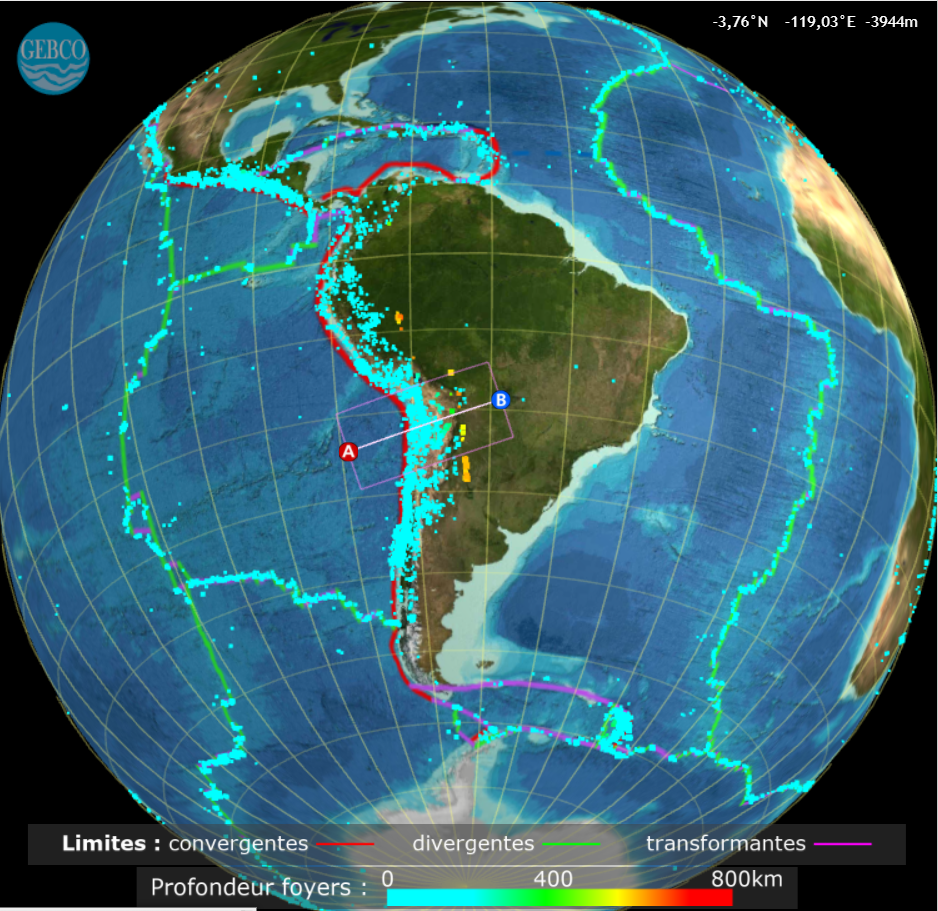 -3,76°N -119,03°E -3944m
GEBCO
B
A
Limites : convergentes divergentes transformantes
Profondeur foyers : 0 400 800km